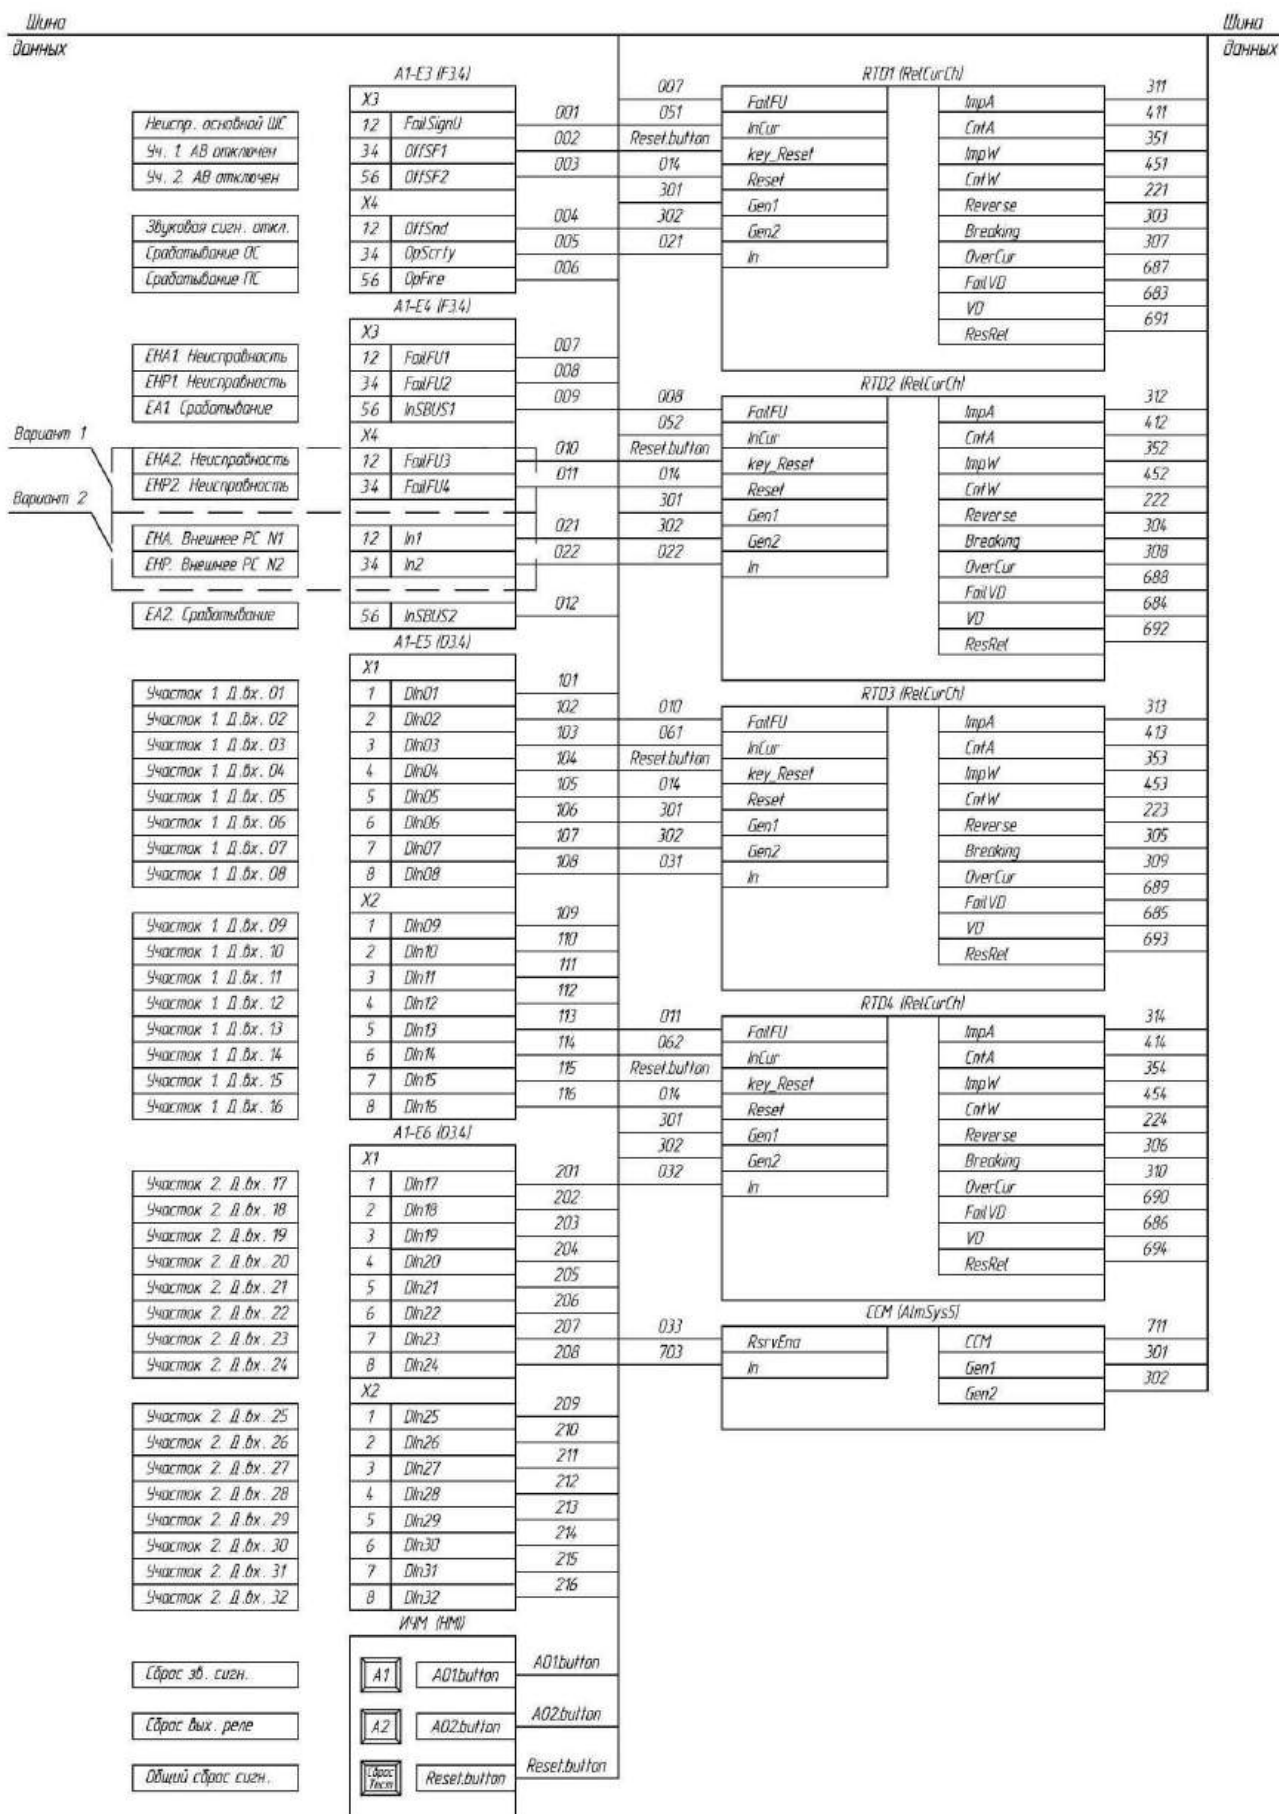 Шина
данных
Шина
данных
А1-Е3 (F3.4)
X3
Неиспр. основной ШС
12 FailSignU 001
Уч. 1. АВ отключен
34 OffSF1 002
Уч. 2. АВ отключен
56 OffSF2 003
X4
Звуковая сигн. откл.
12 OffSnd 004
Срабатывание ОС
34 OpScrty 005
Срабатывание ПС
56 OpFire 006
А1-Е4 (F3.4)
X3
ЕНА1. Неисправность
12 FailFU1 007
ЕНР1. Неисправность
34 FailFU2 008
ЕА1. Срабатывание
56 InSBUS1 009
Вариант 1
X4
ЕНА2. Неисправность
12 FailFU3 010
ЕНР2. Неисправность
34 FailFU4 011
Вариант 2
ЕНА. Внешнее РС N1
12 In1 021
ЕНР. Внешнее РС N2
34 In2 022
ЕА2. Срабатывание
56 InSBUS2 012
А1-Е5 (D3.4)
X1
Участок 1. Д.вх. 01
1 DIn01 101
Участок 1. Д.вх. 02
2 DIn02 102
Участок 1. Д.вх. 03
3 DIn03 103
Участок 1. Д.вх. 04
4 DIn04 104
Участок 1. Д.вх. 05
5 DIn05 105
Участок 1. Д.вх. 06
6 DIn06 106
Участок 1. Д.вх. 07
7 DIn07 107
Участок 1. Д.вх. 08
8 DIn08 108
X2
Участок 1. Д.вх. 09
1 DIn09 109
Участок 1. Д.вх. 10
2 DIn10 110
Участок 1. Д.вх. 11
3 DIn11 111
Участок 1. Д.вх. 12
4 DIn12 112
Участок 1. Д.вх. 13
5 DIn13 113
Участок 1. Д.вх. 14
6 DIn14 114
Участок 1. Д.вх. 15
7 DIn15 115
Участок 1. Д.вх. 16
8 DIn16 116
А1-Е6 (D3.4)
X1
Участок 2. Д.вх. 17
1 DIn17 201
Участок 2. Д.вх. 18
2 DIn18 202
Участок 2. Д.вх. 19
3 DIn19 203
Участок 2. Д.вх. 20
4 DIn20 204
Участок 2. Д.вх. 21
5 DIn21 205
Участок 2. Д.вх. 22
6 DIn22 206
Участок 2. Д.вх. 23
7 DIn23 207
Участок 2. Д.вх. 24
8 DIn24 208
X2
Участок 2. Д.вх. 25
1 DIn25 209
Участок 2. Д.вх. 26
2 DIn26 210
Участок 2. Д.вх. 27
3 DIn27 211
Участок 2. Д.вх. 28
4 DIn28 212
Участок 2. Д.вх. 29
5 DIn29 213
Участок 2. Д.вх. 30
6 DIn30 214
Участок 2. Д.вх. 31
7 DIn31 215
Участок 2. Д.вх. 32
8 DIn32 216
ИЧМ (HMI)
Сброс зв. сигн.
А1 A01.button A01.button
Сброс вых. реле
А2 A02.button A02.button
Общий сброс сигн.
Сброс
Тест
Reset.button Reset.button
RTD1 (RelCurCh)
007 FailFU ImpA 311
051 InCur CntA 411
Reset.button key_Reset ImpW 351
014 Reset CntW 451
301 Gen1 Reverse 221
302 Gen2 Breaking 303
021 In OverCur 307
FailVD 687
VD 683
ResRel 691
RTD2 (RelCurCh)
008 FailFU ImpA 312
052 InCur CntA 412
Reset.button key_Reset ImpW 352
014 Reset CntW 452
301 Gen1 Reverse 222
302 Gen2 Breaking 304
022 In OverCur 308
FailVD 688
VD 684
ResRel 692
RTD3 (RelCurCh)
010 FailFU ImpA 313
061 InCur CntA 413
Reset.button key_Reset ImpW 353
014 Reset CntW 453
301 Gen1 Reverse 223
302 Gen2 Breaking 305
031 In OverCur 309
FailVD 689
VD 685
ResRel 693
RTD4 (RelCurCh)
011 FailFU ImpA 314
062 InCur CntA 414
Reset.button key_Reset ImpW 354
014 Reset CntW 454
301 Gen1 Reverse 224
302 Gen2 Breaking 306
032 In OverCur 310
FailVD 690
VD 686
ResRel 694
CCM (AlmSys5)
033 RsrvEna CCM 711
703 In Gen1 301
Gen2 302